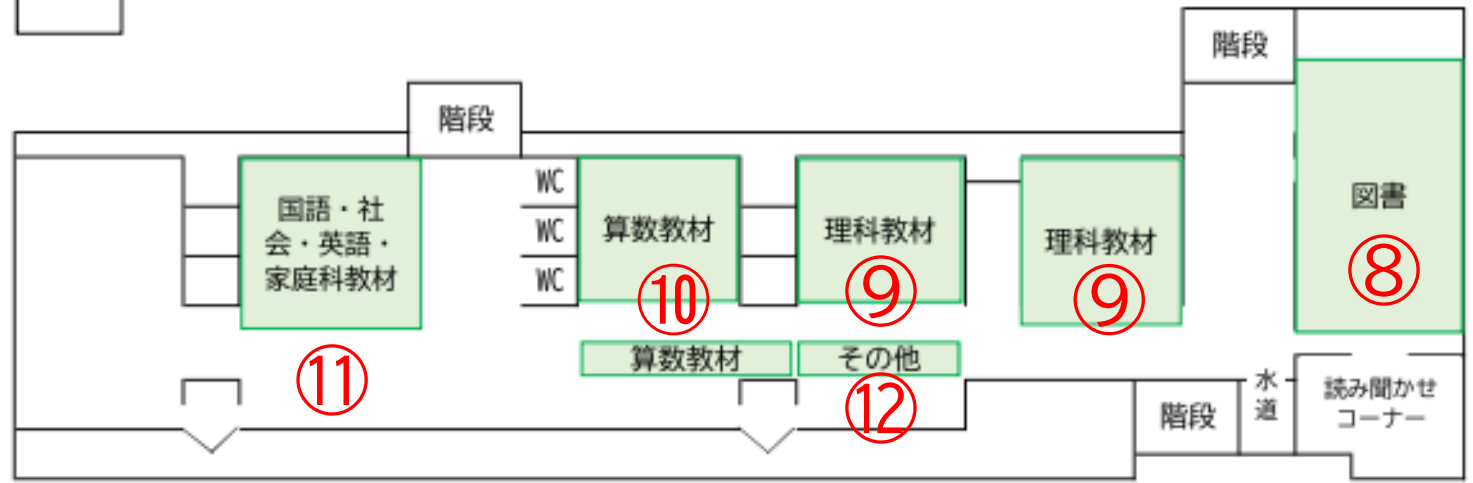 階段
階段
国語・社
会・英語・
家庭科教材
⑪
WC
WC
WC
算数教材
⑩
理科教材
⑨
理科教材
⑨
図書
⑧
算数教材
その他
⑫
階段
水
道
読み聞かせ
コーナー